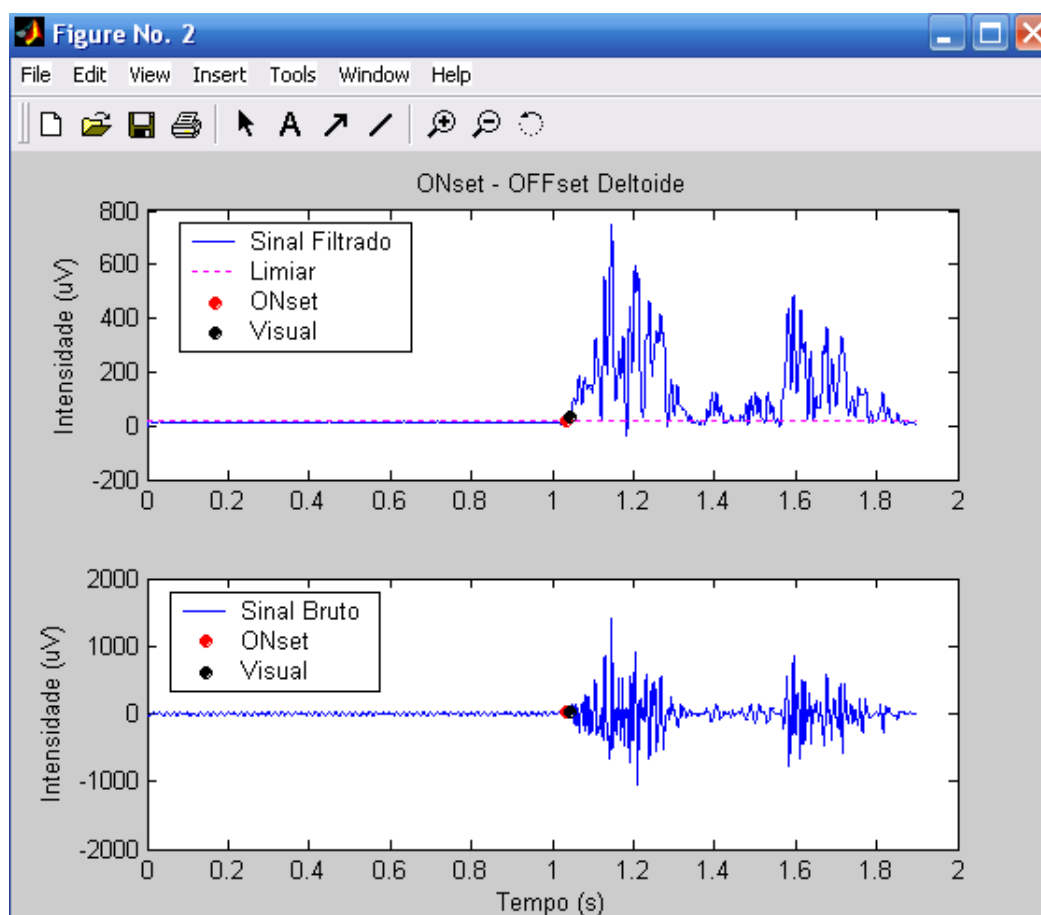 Figure No. 2
File Edit View Insert Tools Window Help
A
ONset - OFFset Deltoide
Intensidade (uV)
800
600
400
200
0
-200
Sinal Filtrado
Limiar
ONset
Visual
0 0.2 0.4 0.6 0.8 1 1.2 1.4 1.6 1.8 2
Intensidade (uV)
2000
1000
0
-1000
-2000
Sinal Bruto
ONset
Visual
0 0.2 0.4 0.6 0.8 1 1.2 1.4 1.6 1.8 2
Tempo (s)